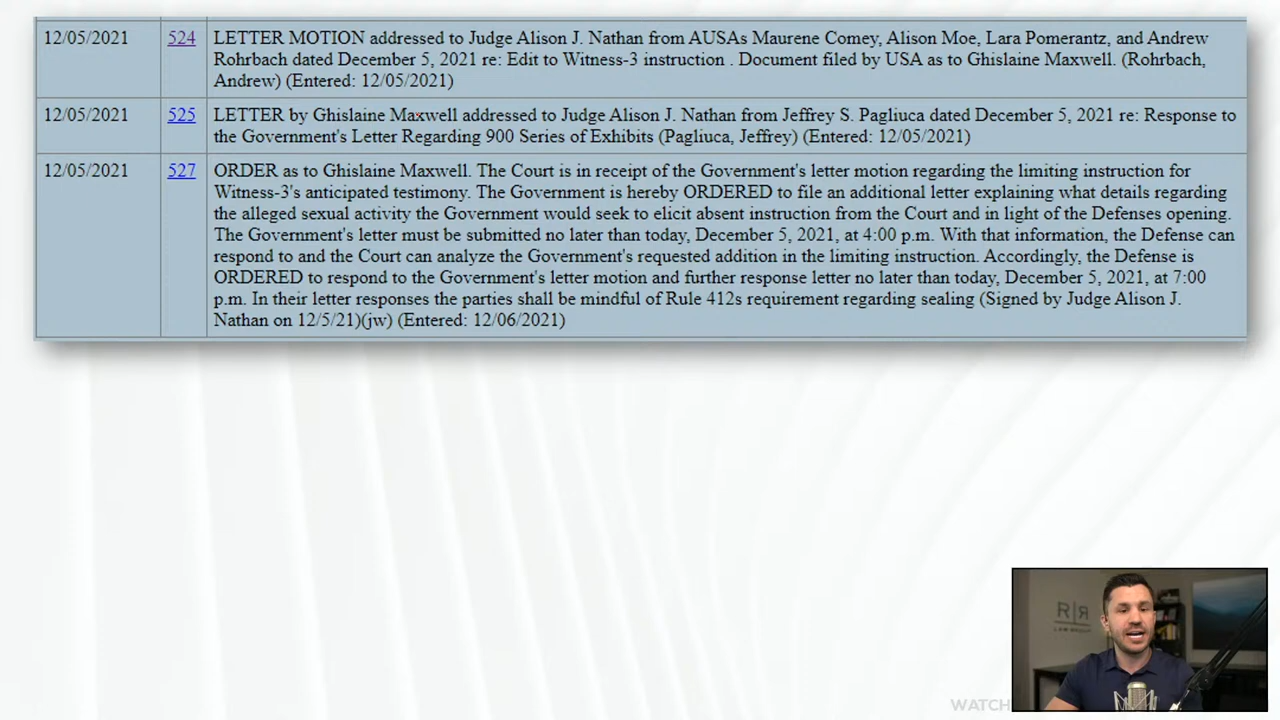 12/05/2021
524
LETTER MOTION addressed to Judge Alison J. Nathan from AUSAs Maurene Comey, Alison Moe, Lara Pomerantz, and Andrew
Rohrbach dated December 5, 2021 re: Edit to Witness-3 instruction . Document filed by USA as to Ghislaine Maxwell. (Rohrbach,
Andrew) (Entered: 12/05/2021)
12/05/2021
525
LETTER by Ghislaine Maxwell addressed to Judge Alison J. Nathan from Jeffrey S. Pagliuca dated December 5, 2021 re: Response to
the Government's Letter Regarding 900 Series of Exhibits (Pagliuca, Jeffrey) (Entered: 12/05/2021)
12/05/2021
527
ORDER as to Ghislaine Maxwell. The Court is in receipt of the Government's letter motion regarding the limiting instruction for
Witness-3's anticipated testimony. The Government is hereby ORDERED to file an additional letter explaining what details regarding
the alleged sexual activity the Government would seek to elicit absent instruction from the Court and in light of the Defenses opening.
The Government's letter must be submitted no later than today, December 5, 2021, at 4:00 p.m. With that information, the Defense can
respond to and the Court can analyze the Government's requested addition in the limiting instruction. Accordingly, the Defense is
ORDERED to respond to the Government's letter motion and further response letter no later than today, December 5, 2021, at 7:00
p.m. In their letter responses the parties shall be mindful of Rule 412s requirement regarding sealing (Signed by Judge Alison J.
Nathan on 12/5/21)(jw) (Entered: 12/06/2021)
R|R
LAW GROUP
WATCH